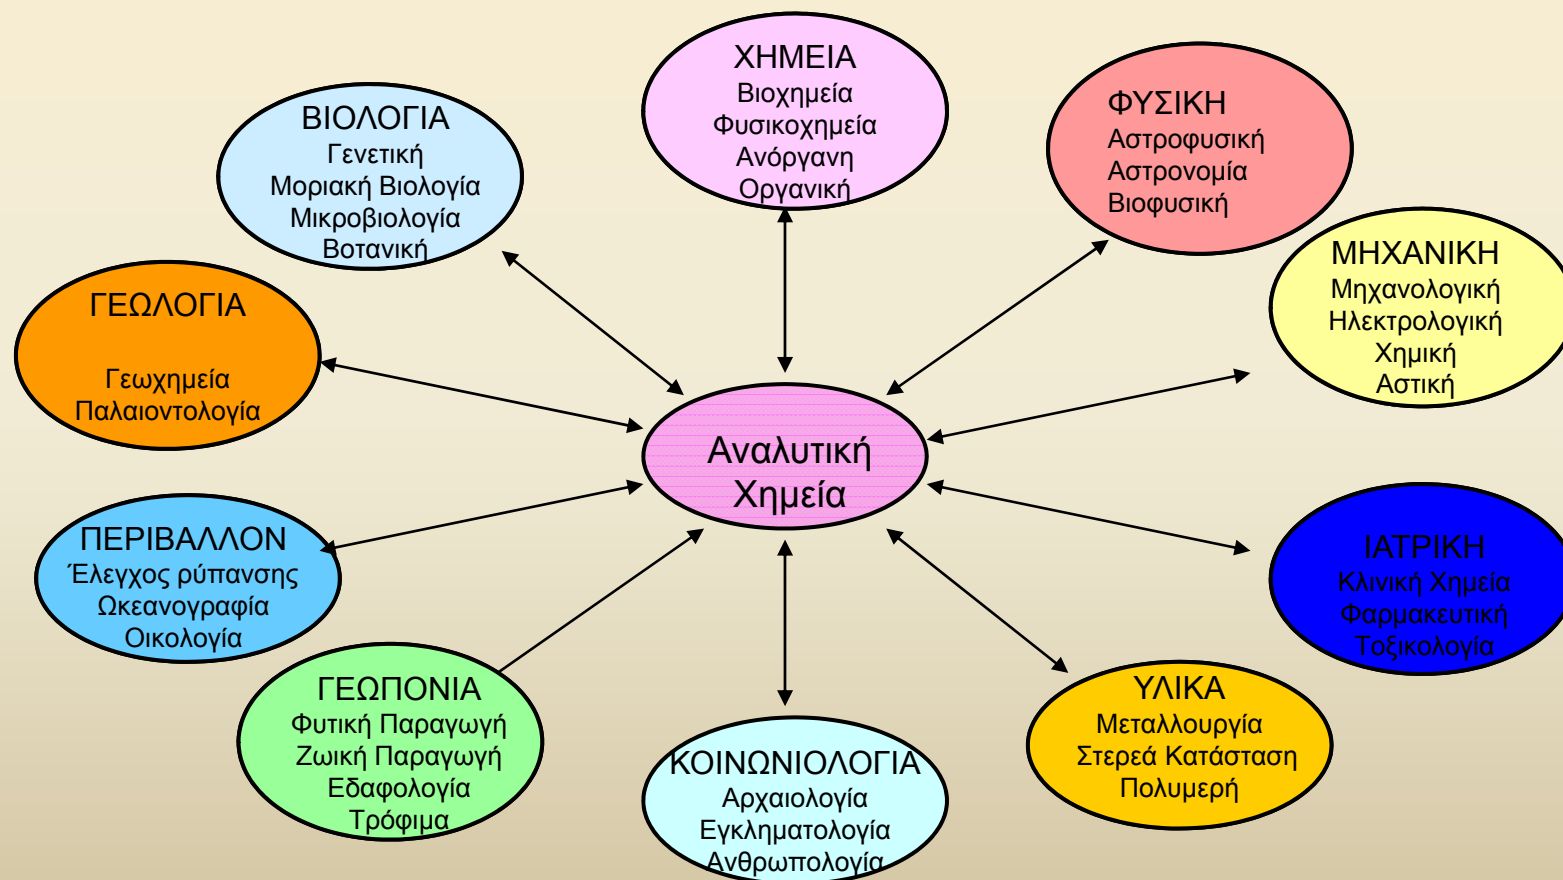 ΧΗΜΕΙΑ
Βιοχημεία
Φυσικοχημεία
Ανόργανη
Οργανική
ΦΥΣΙΚΗ
Αστροφυσική
Αστρονομία
Βιοφυσική
ΒΙΟΛΟΓΙΑ
Γενετική
Μοριακή Βιολογία
Μικροβιολογία
Βοτανική
ΜΗΧΑΝΙΚΗ
Μηχανολογική
Ηλεκτρολογική
Χημική
Αστική
ΓΕΩΛΟΓΙΑ
Γεωχημεία
Παλαιοντολογία
Αναλυτική
Χημεία
ΠΕΡΙΒΑΛΛΟΝ
Έλεγχος ρύπανσης
Ωκεανογραφία
Οικολογία
ΙΑΤΡΙΚΗ
Κλινική Χημεία
Φαρμακευτική
Τοξικολογία
ΓΕΩΠΟΝΙΑ
Φυτική Παραγωγή
Ζωική Παραγωγή
Εδαφολογία
Τρόφιμα
ΚΟΙΝΩΝΙΟΛΟΓΙΑ
Αρχαιολογία
Εγκληματολογία
Ανθρωπολογία
ΥΛΙΚΑ
Μεταλλουργία
Στερεά Κατάσταση
Πολυμερή